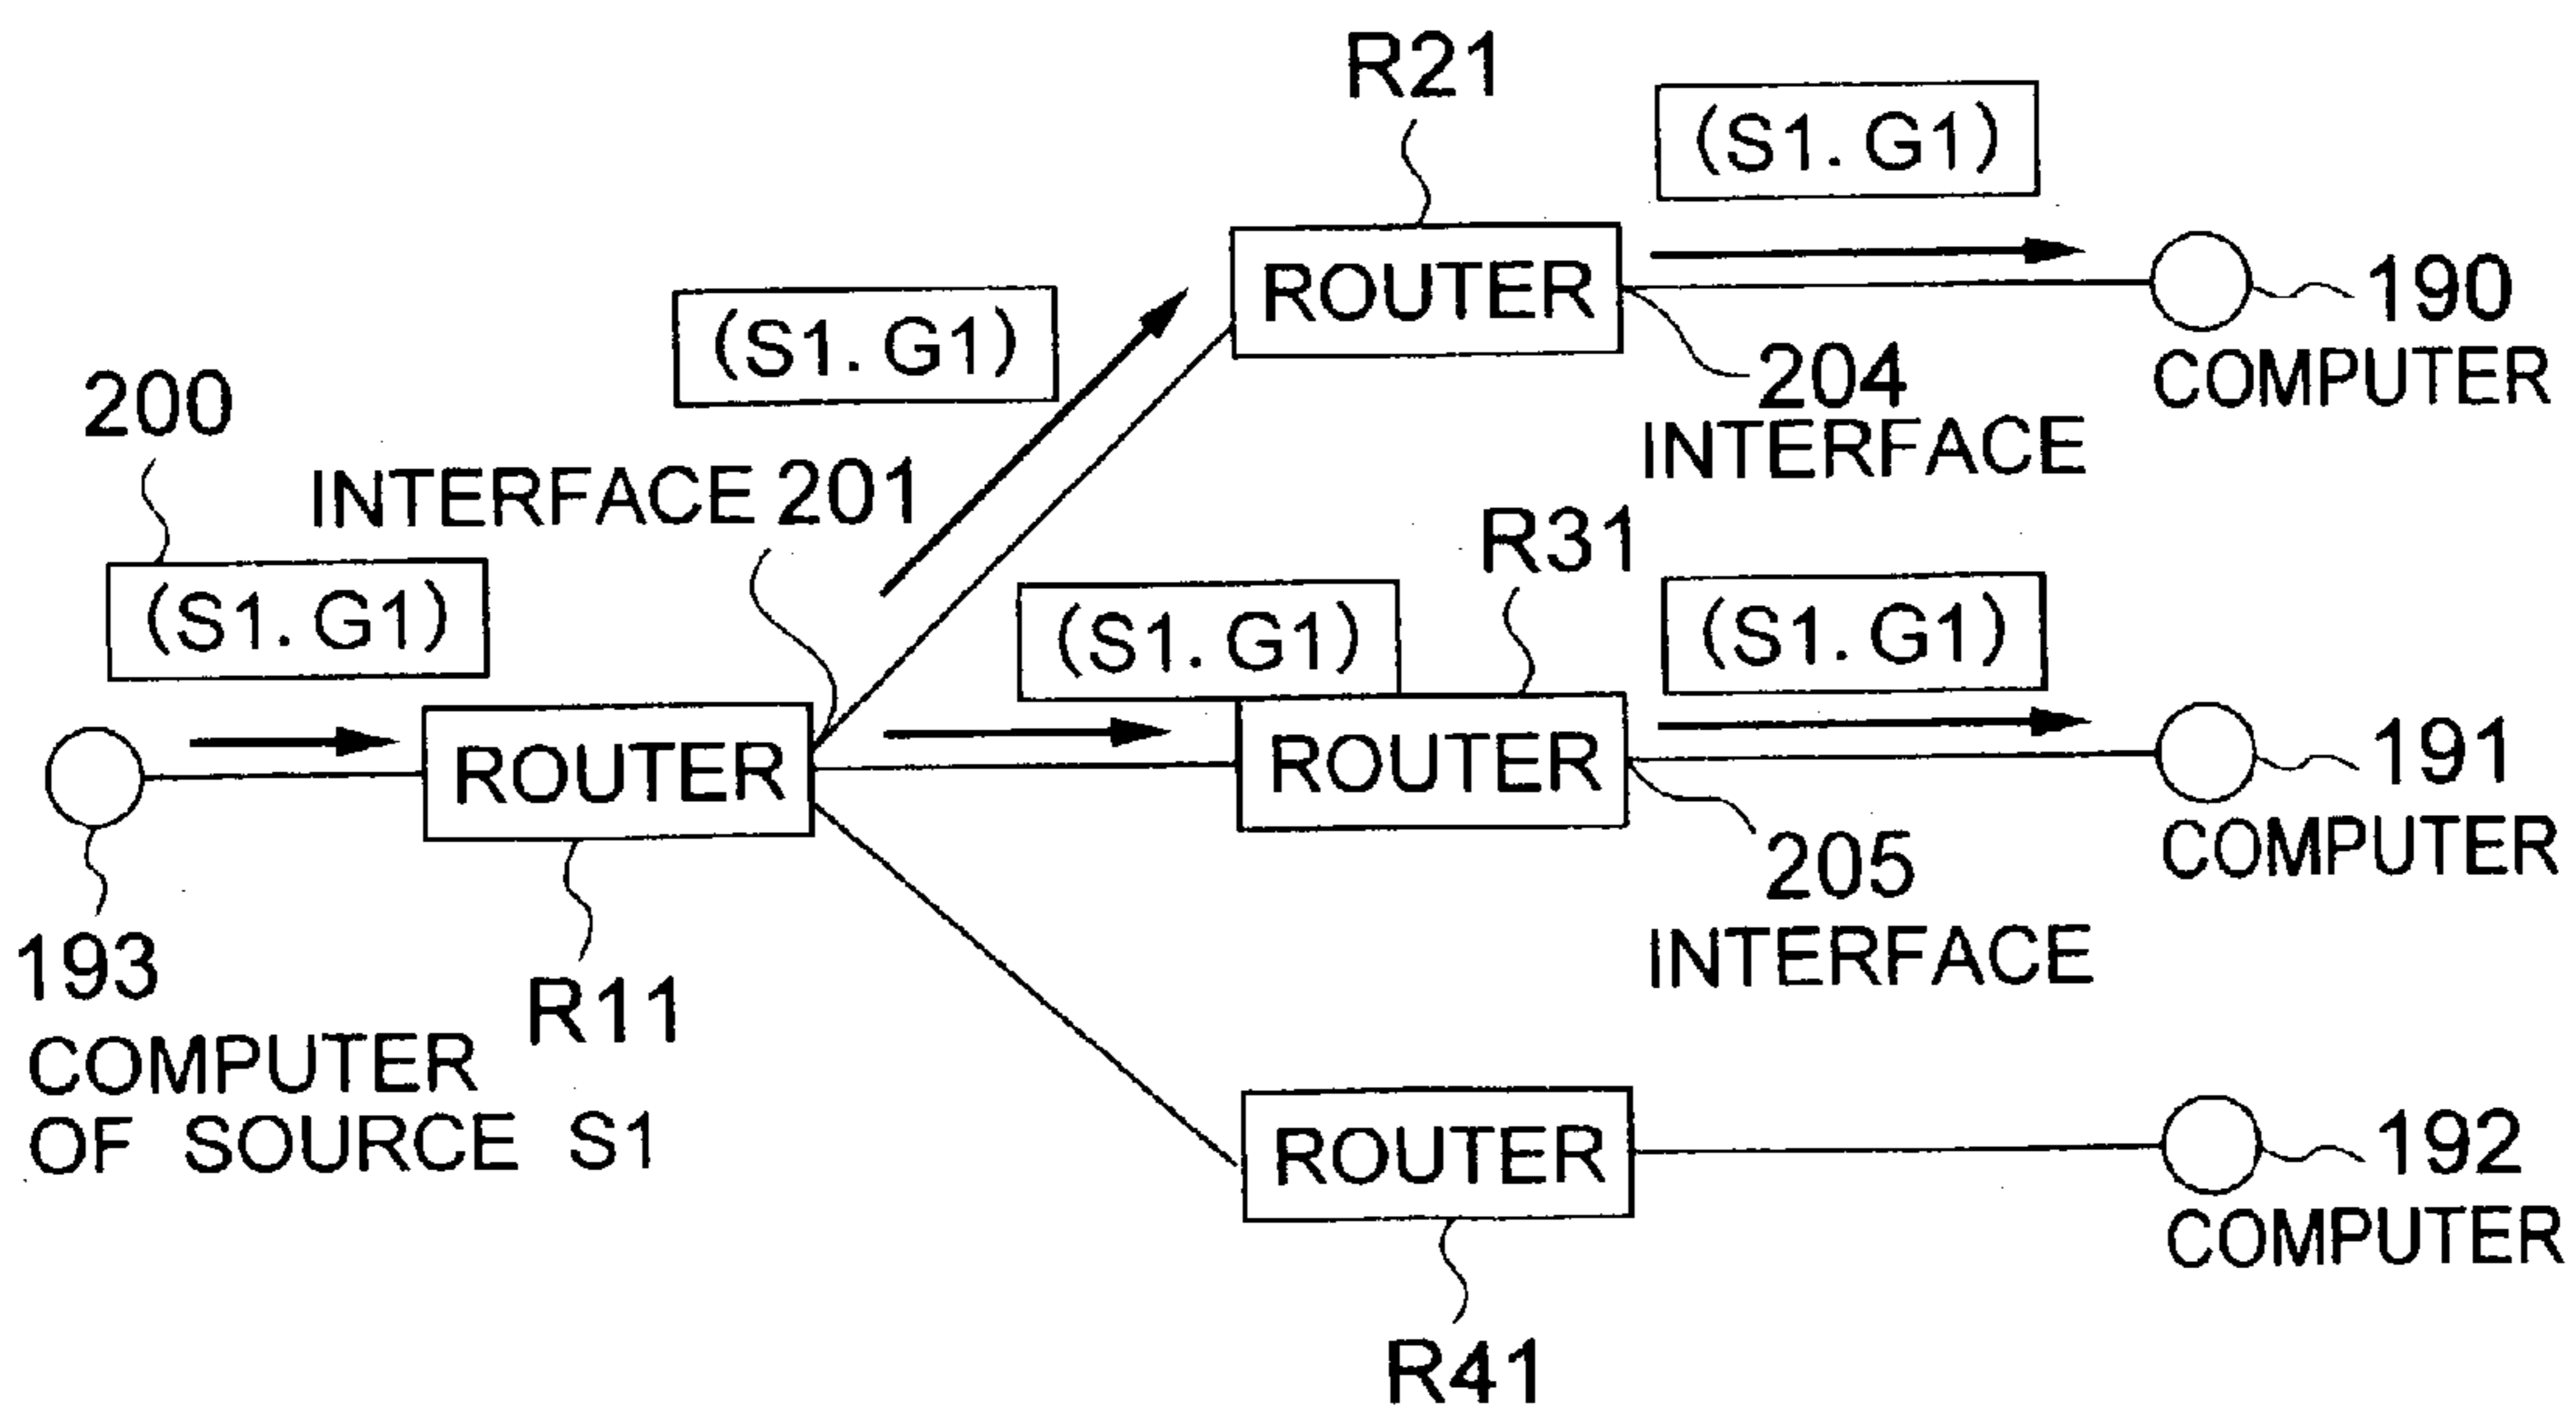 R21
(S1. G1)
ROUTER
190
COMPUTER
(S1. G1)
204
INTERFACE
200
INTERFACE 201
(S1. G1)
R31
(S1. G1)
(S1. G1)
ROUTER
ROUTER
191
COMPUTER
205
INTERFACE
193
COMPUTER
OF SOURCE S1
R11
ROUTER
192
COMPUTER
R41